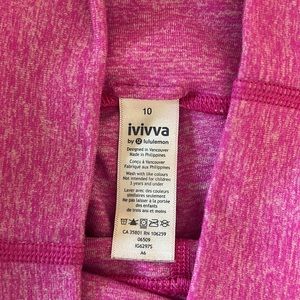 10
ivivva
by lululemon
Designed in Vancouver
Made in Philippines
Conçu à Vancouver
Fabriqué aux Philippines
Wash with like colours
Not intended for children
3 years and under
Laver avec des couleurs
similaires seulement
Ne pas laisser à la portée
des enfants
de trois ans et moins
CA 35801 RN 106259
06509
IG6297S
A6